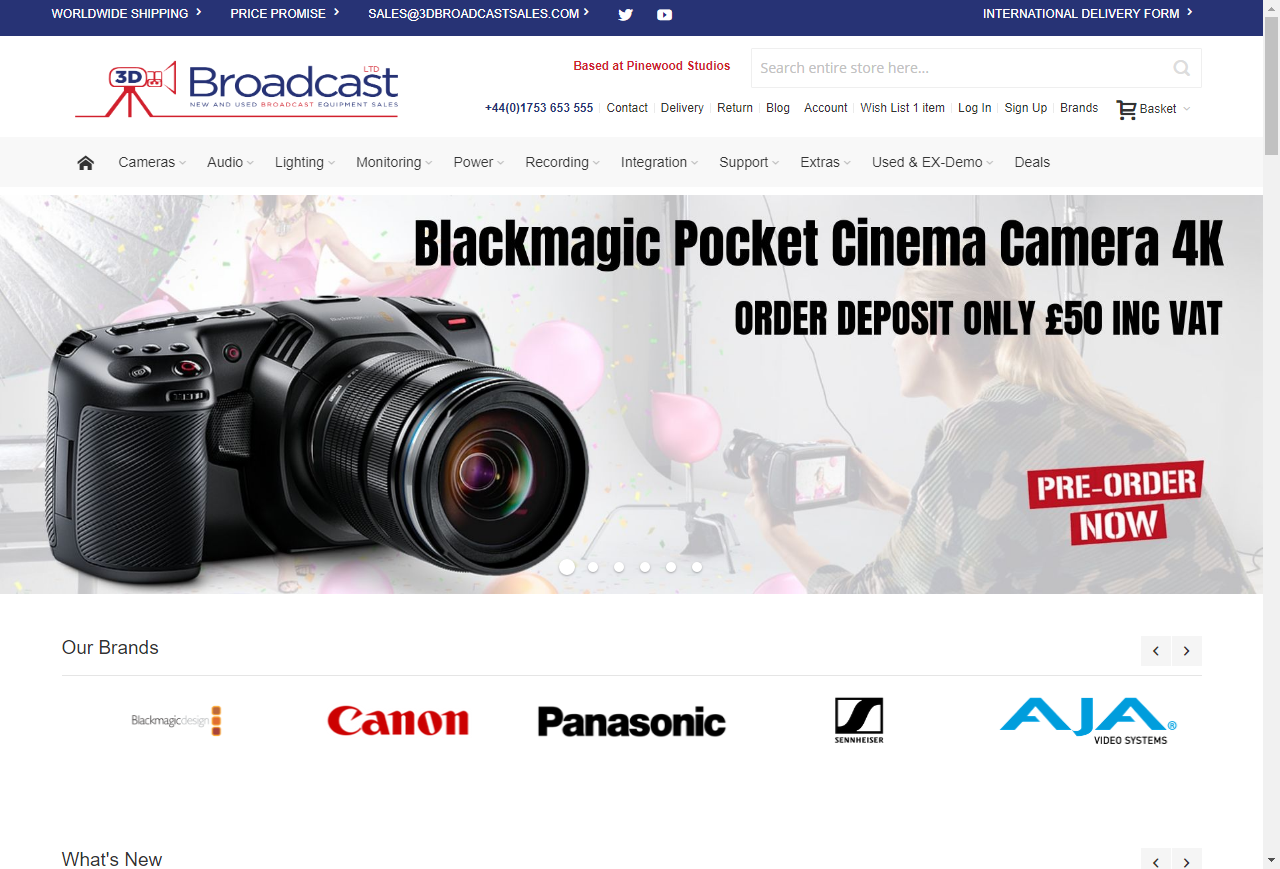 WORLDWIDE SHIPPING PRICE PROMISE SALES@3DBROADCASTSALES.COM INTERNATIONAL DELIVERY FORM
3D Broadcast LTD
NEW AND USED BROADCAST EQUIPMENT SALES
Based at Pinewood Studios
Search entire store here...
+44(0)1753 653 555 Contact Delivery Return Blog Account Wish List 1 item Log In Sign Up Brands Basket
Cameras Audio Lighting Monitoring Power Recording Integration Support Extras Used & EX-Demo Deals
Blackmagic Pocket Cinema Camera 4K
ORDER DEPOSIT ONLY £50 INC VAT
PRE-ORDER
NOW
Our Brands
Blackmagicdesign
Canon
Panasonic
SENNHEISER
AJA®
VIDEO SYSTEMS
What's New